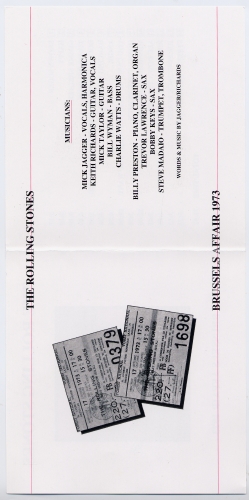 THE ROLLING STONES
MUSICIANS:
MICK JAGGER - VOCALS, HARMONICA
KEITH RICHARDS - GUITAR, VOCALS
MICK TAYLOR - GUITAR
BILL WYMAN - BASS
CHARLIE WATTS - DRUMS
BILLY PRESTON - PIANO, CLARINET, ORGAN
TREVOR LAWRENCE - SAX
BOBBY KEYS - SAX
STEVE MADAIO - TRUMPET, TROMBONE
WORDS & MUSIC BY JAGGER/RICHARDS
BRUSSELS AFFAIR 1973
0379
1698